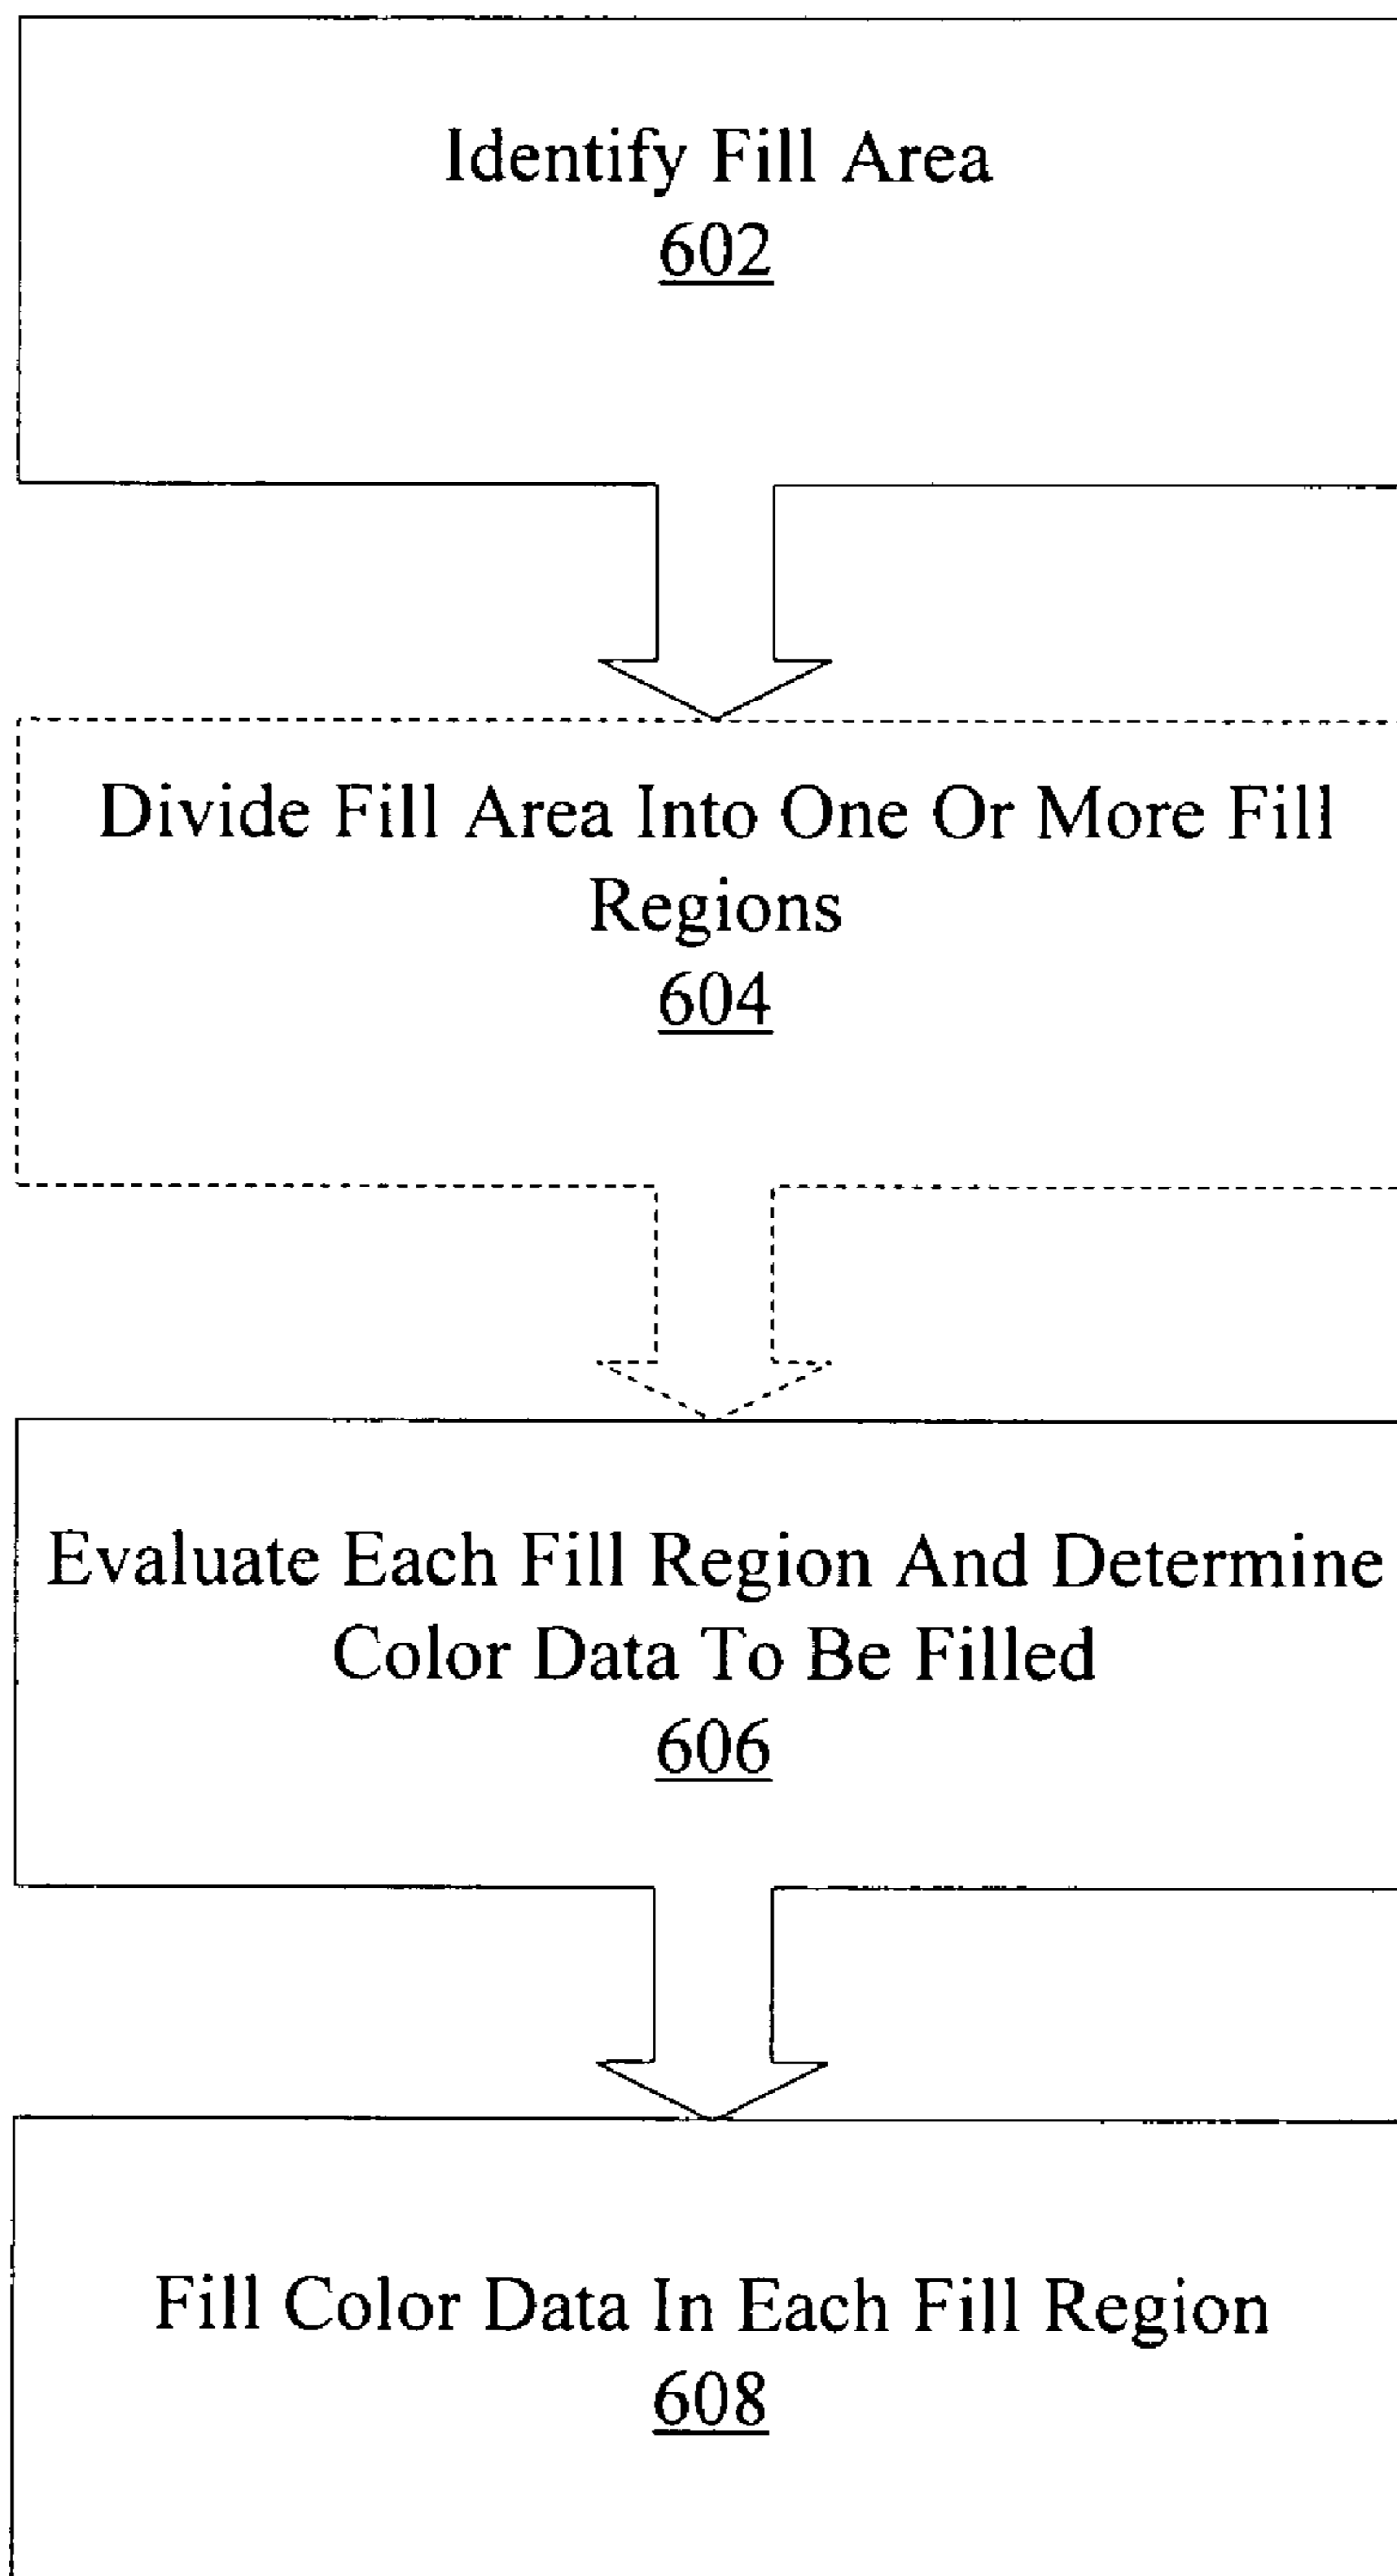 Identify Fill Area
602
Divide Fill Area Into One Or More Fill
Regions
604
Evaluate Each Fill Region And Determine
Color Data To Be Filled
606
Fill Color Data In Each Fill Region
608